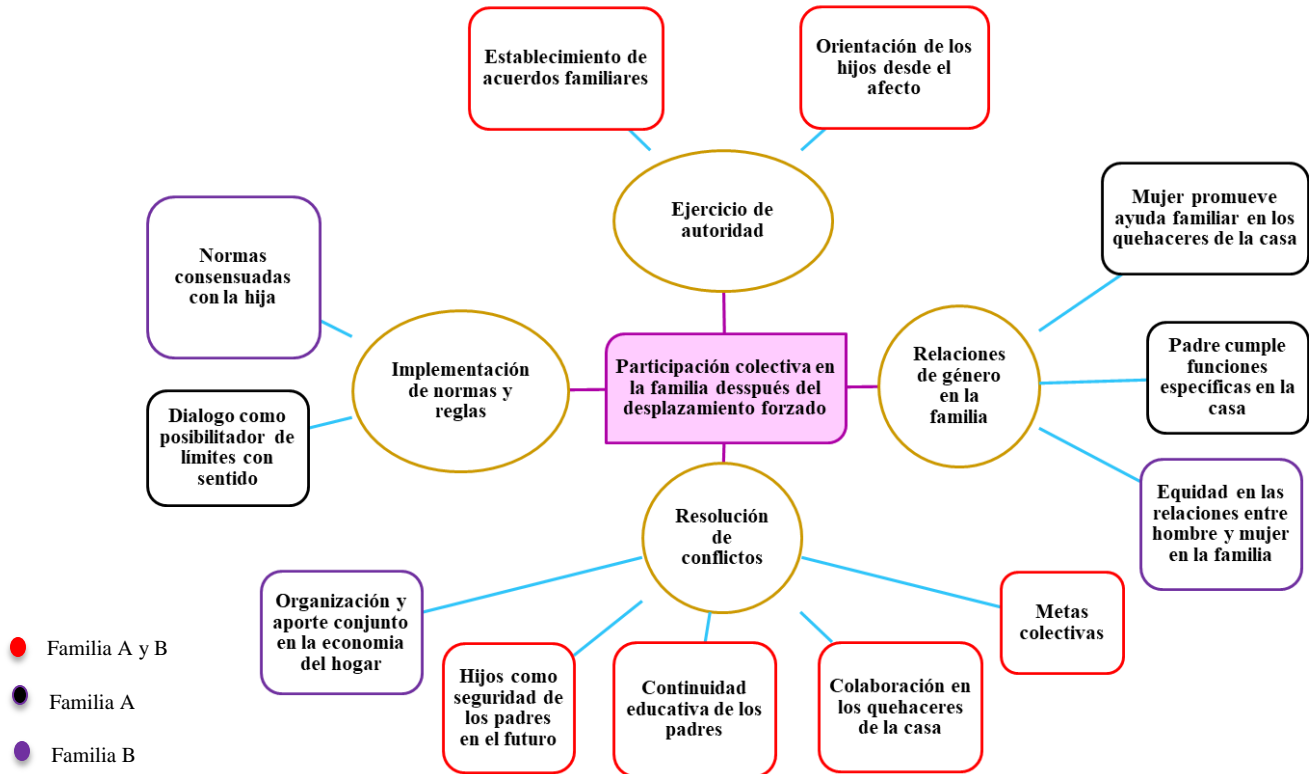 Establecimiento de
acuerdos familiares
Orientación de los
hijos desde el
afecto
Ejercicio de
autoridad
Mujer promueve
ayuda familiar en los
quehaceres de la casa
Normas
consensuadas
con la hija
Implementación
de normas y
reglas
Participación colectiva en
la familia desspués del
desplazamiento forzado
Relaciones
de género en
la familia
Padre cumple
funciones
específicas en la
casa
Dialogo como
posibilitador de
límites con
sentido
Equidad en las
relaciones entre
hombre y mujer
en la familia
Resolución
de
conflictos
Organización y
aporte conjunto
en la economia
del hogar
Hijos como
seguridad de
los padres
en el futuro
Continuidad
educativa de los
padres
Colaboración en
los quehaceres
de la casa
Metas
colectivas
Familia A y B
Familia A
Familia B